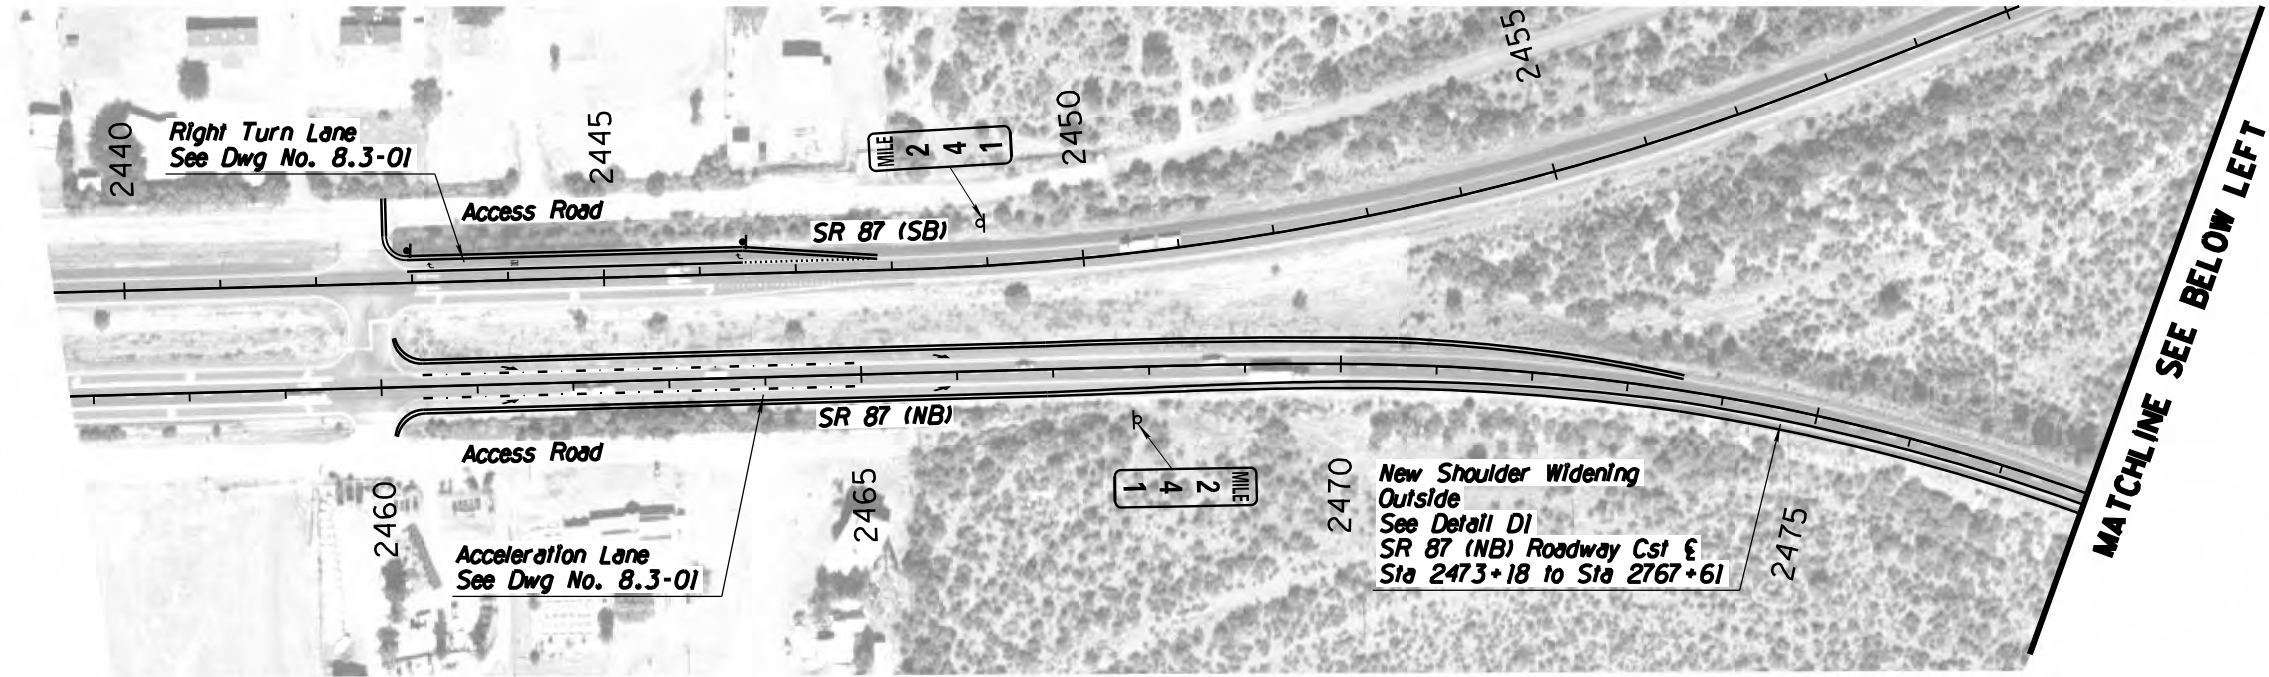 2440
Right Turn Lane
See Dwg No. 8.3-01
2445
MILE
2
4
1
2450
2455
Access Road
SR 87 (SB)
SR 87 (NB)
Access Road
2460
Acceleration Lane
See Dwg No. 8.3-01
2465
MILE
2
4
1
2470
New Shoulder Widening
Outside
See Detail D1
SR 87 (NB) Roadway Cst ℄
Sta 2473+18 to Sta 2767+61
2475
MATCHLINE SEE BELOW LEFT